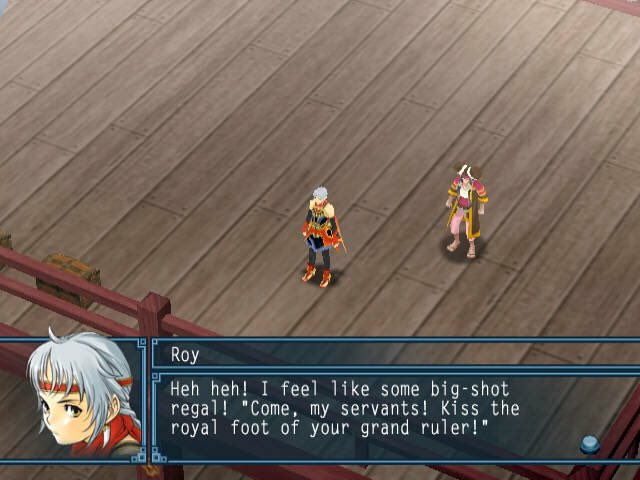 Roy
Heh heh! I feel like some big-shot
regal! "Come, my servants! Kiss the
royal foot of your grand ruler!"